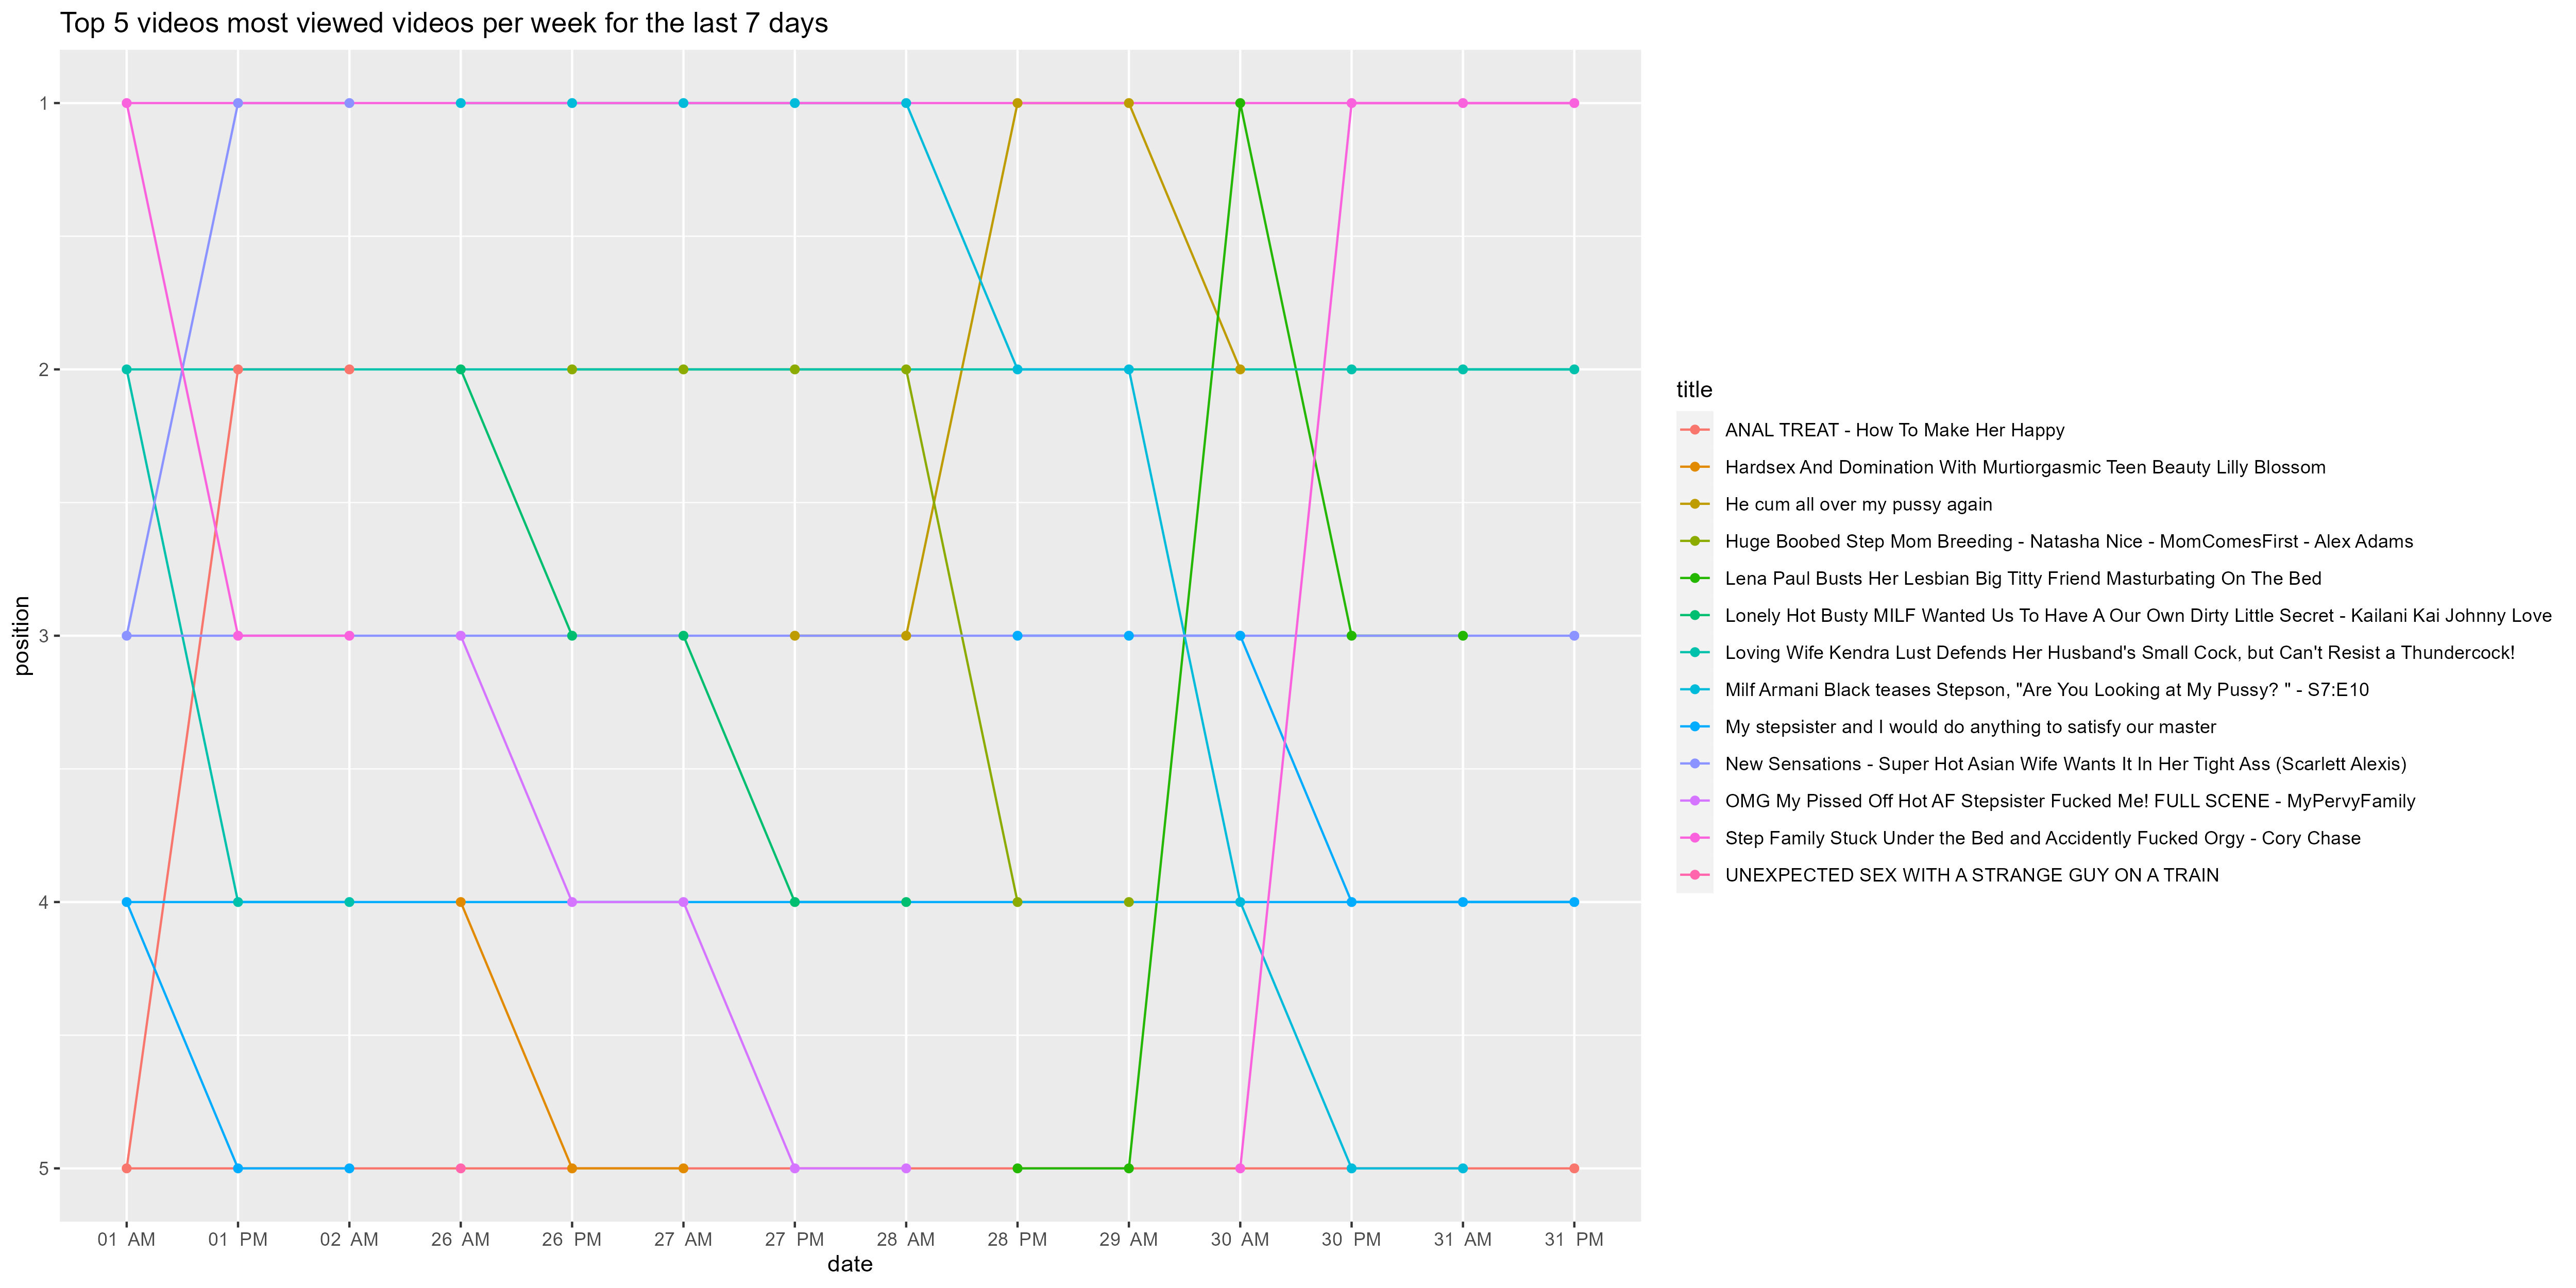 Top 5 videos most viewed videos per week for the last 7 days
1
2
3
4
5
position
01 AM 01 PM 02 AM 26 AM 26 PM 27 AM 27 PM 28 AM 28 PM 29 AM 30 AM 30 PM 31 AM 31 PM
date
title
ANAL TREAT - How To Make Her Happy
Hardsex And Domination With Murtiorgasmic Teen Beauty Lilly Blossom
He cum all over my pussy again
Huge Boobed Step Mom Breeding - Natasha Nice - MomComesFirst - Alex Adams
Lena Paul Busts Her Lesbian Big Titty Friend Masturbating On The Bed
Lonely Hot Busty MILF Wanted Us To Have A Our Own Dirty Little Secret - Kailani Kai Johnny Love
Loving Wife Kendra Lust Defends Her Husband's Small Cock, but Can't Resist a Thundercock!
Milf Armani Black teases Stepson, "Are You Looking at My Pussy? " - S7:E10
My stepsister and I would do anything to satisfy our master
New Sensations - Super Hot Asian Wife Wants It In Her Tight Ass (Scarlett Alexis)
OMG My Pissed Off Hot AF Stepsister Fucked Me! FULL SCENE - MyPervyFamily
Step Family Stuck Under the Bed and Accidently Fucked Orgy - Cory Chase
UNEXPECTED SEX WITH A STRANGE GUY ON A TRAIN